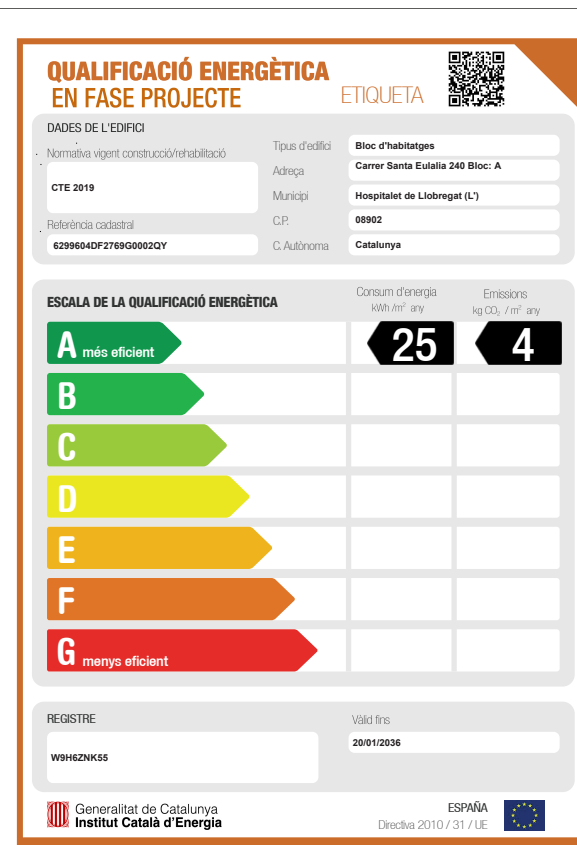 QUALIFICACIÓ ENERGÈTICA
EN FASE PROJECTE
ETIQUETA
DADES DE L'EDIFICI
Normativa vigent construcció/rehabilitació
CTE 2019
Referència cadastral
6299604DF2769G0002QY
Tipus d'edifici
Bloc d'habitatges
Adreça
Carrer Santa Eulalia 240 Bloc: A
Municipi
Hospitalet de Llobregat (L')
C.P.
08902
C. Autònoma
Catalunya
ESCALA DE LA QUALIFICACIÓ ENERGÈTICA
Consum d'energia
kWh /m² any
Emissions
kg CO₂ / m² any
A més eficient
25
4
B
C
D
E
F
G menys eficient
REGISTRE
W9H6ZNK55
Vàlid fins
20/01/2036
Generalitat de Catalunya
Institut Català d'Energia
ESPAÑA
Directiva 2010 / 31 / UE